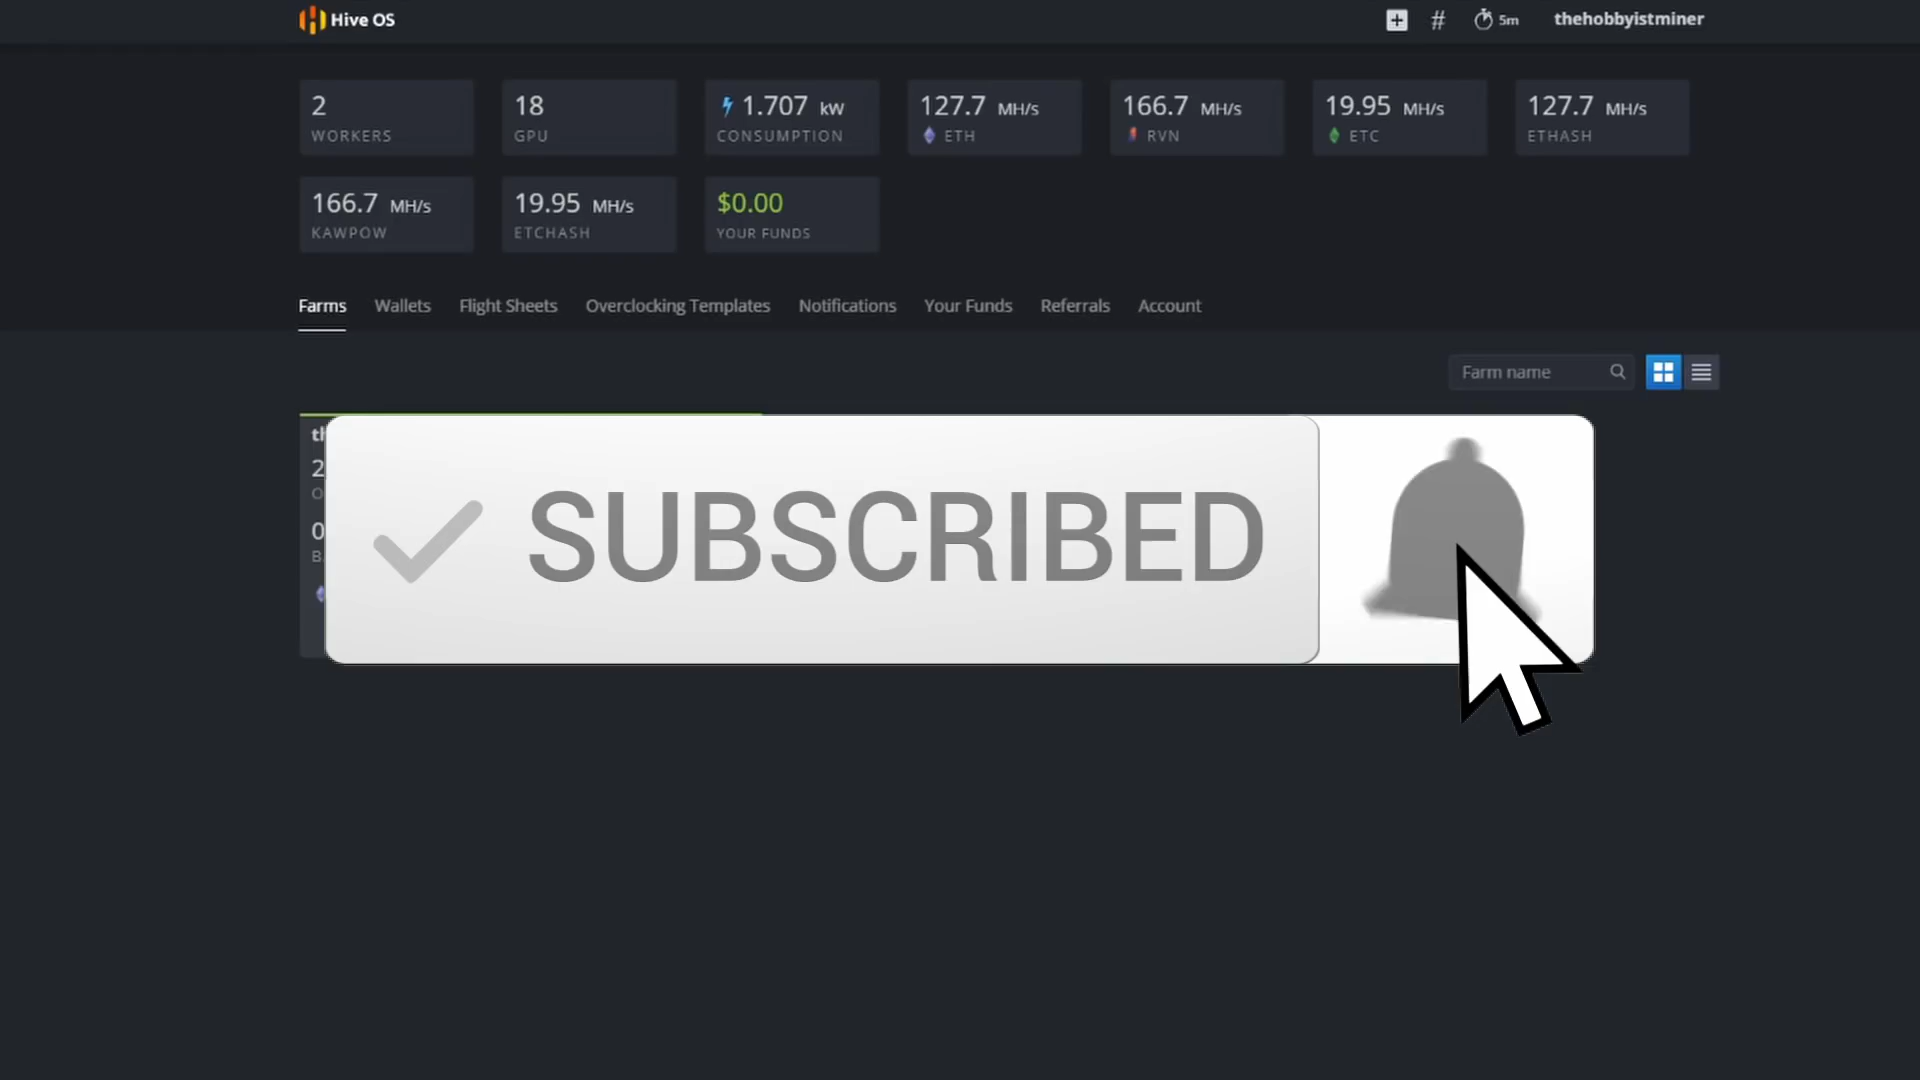 Hive OS
# 5m thehobbyistminer
2 18 1.707 kW 127.7 MH/s 166.7 MH/s 19.95 MH/s 127.7 MH/s
WORKERS GPU CONSUMPTION ETH RVN ETC ETHASH
166.7 MH/s 19.95 MH/s $0.00
KAWPOW ETCHASH YOUR FUNDS
Farms Wallets Flight Sheets Overclocking Templates Notifications Your Funds Referrals Account
Farm name
SUBSCRIBED